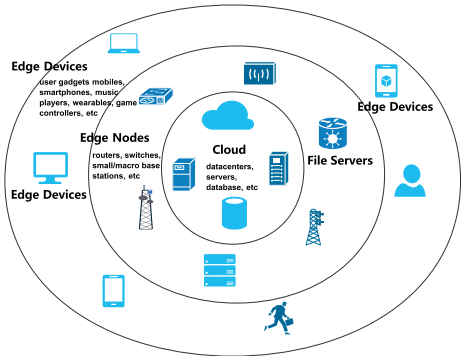 Edge Devices
user gadgets mobiles,
smartphones, music
players, wearables, game
controllers, etc
Edge Devices
Edge Nodes
routers, switches,
small/macro base
stations, etc
Cloud
datacenters,
servers,
database, etc
File Servers
Edge Devices